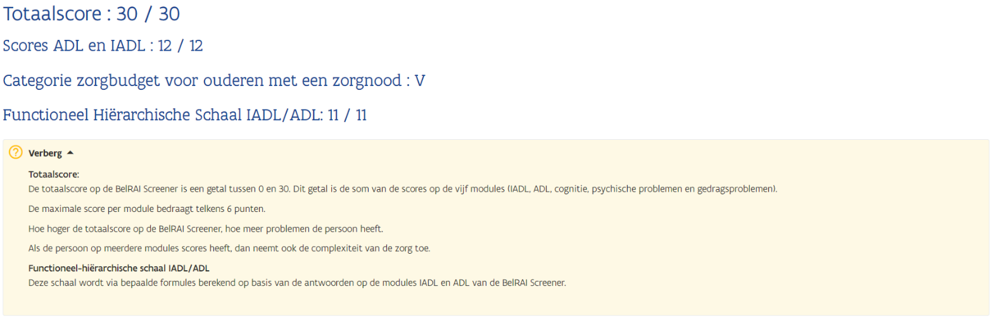 Totaalscore : 30 / 30
Scores ADL en IADL : 12 / 12
Categorie zorgbudget voor ouderen met een zorgnood : V
Functioneel Hiërarchische Schaal IADL/ADL: 11 / 11
Verberg
Totaalscore:
De totaalscore op de BelRAI Screener is een getal tussen 0 en 30. Dit getal is de som van de scores op de vijf modules (IADL, ADL, cognitie, psychische problemen en gedragsproblemen).
De maximale score per module bedraagt telkens 6 punten.
Hoe hoger de totaalscore op de BelRAI Screener, hoe meer problemen de persoon heeft.
Als de persoon op meerdere modules scores heeft, dan neemt ook de complexiteit van de zorg toe.
Functioneel-hiërarchische schaal IADL/ADL
Deze schaal wordt via bepaalde formules berekend op basis van de antwoorden op de modules IADL en ADL van de BelRAI Screener.